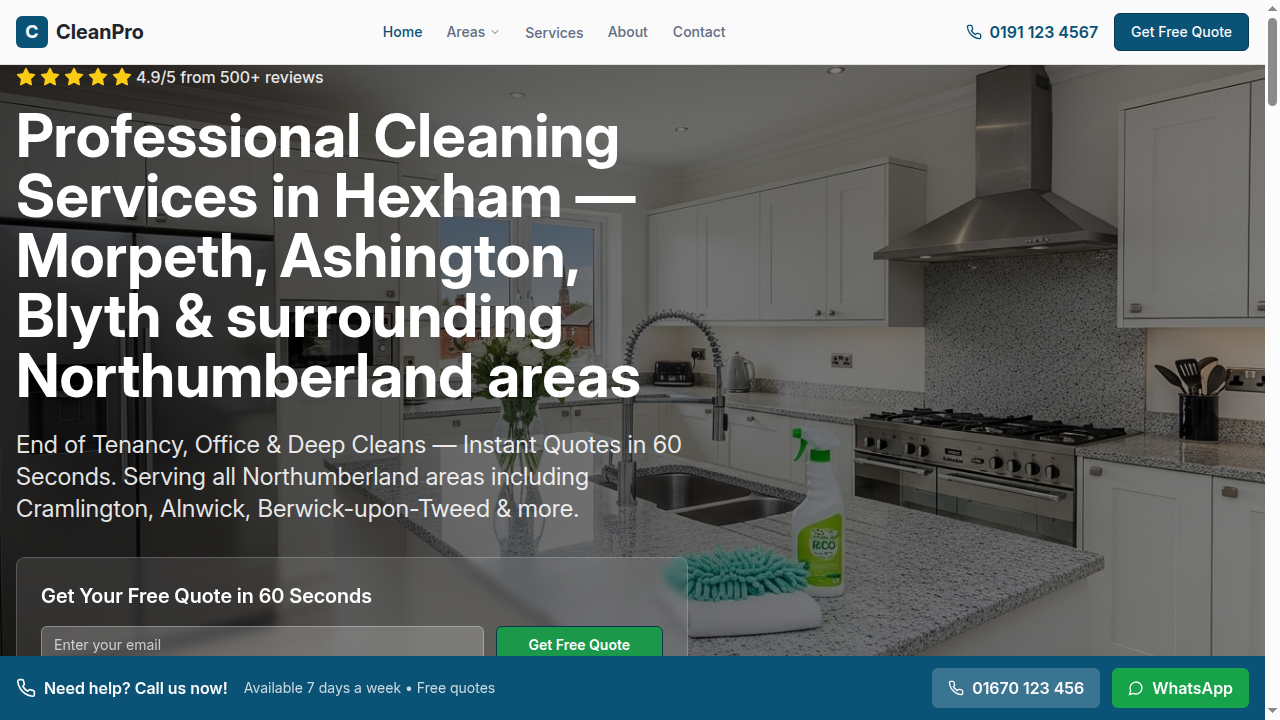 C CleanPro
Home Areas Services About Contact
0191 123 4567
Get Free Quote
4.9/5 from 500+ reviews
Professional Cleaning
Services in Hexham —
Morpeth, Ashington,
Blyth & surrounding
Northumberland areas
End of Tenancy, Office & Deep Cleans — Instant Quotes in 60
Seconds. Serving all Northumberland areas including
Cramlington, Alnwick, Berwick-upon-Tweed & more.
Get Your Free Quote in 60 Seconds
Enter your email
Get Free Quote
Need help? Call us now!
Available 7 days a week • Free quotes
01670 123 456
WhatsApp